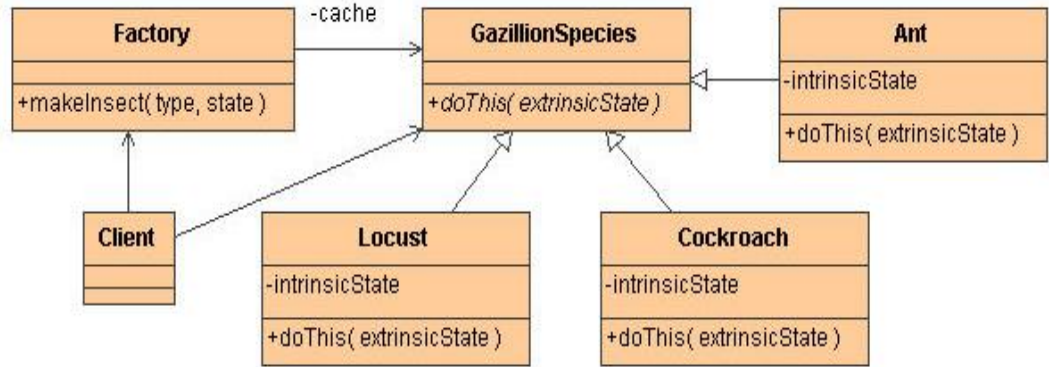 Factory
+makeInsect( type, state )
-cache
GazillionSpecies
+doThis( extrinsicState )
Ant
-intrinsicState
+doThis( extrinsicState )
Client
Locust
-intrinsicState
+doThis( extrinsicState )
Cockroach
-intrinsicState
+doThis( extrinsicState )